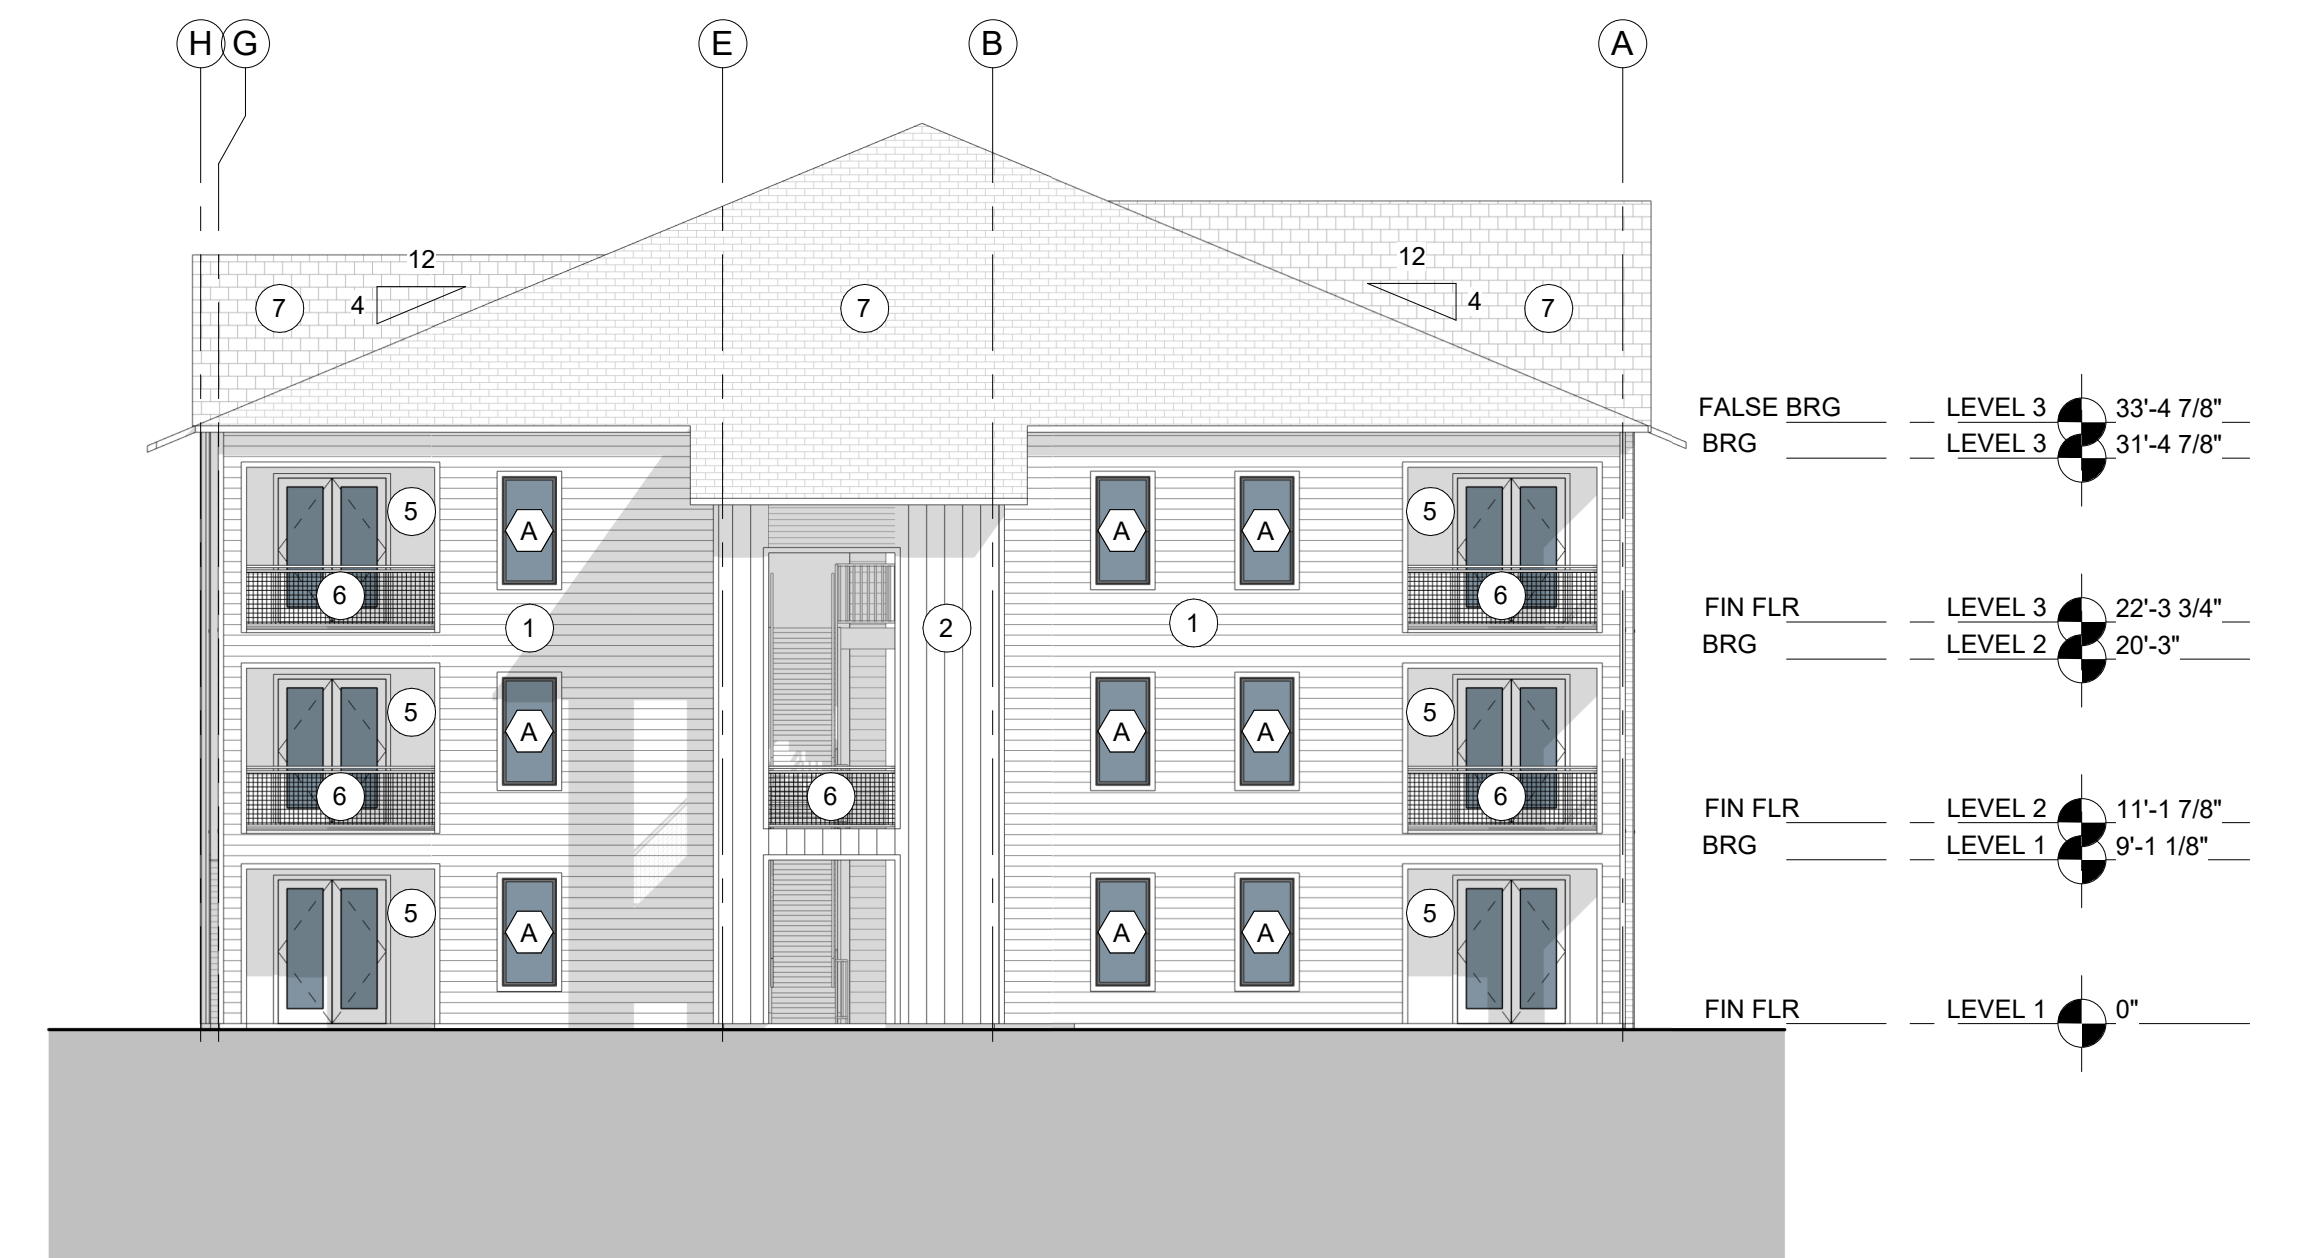 H G E B A
12
4
12
4
7
7
7
FALSE BRG LEVEL 3 33'-4 7/8"
BRG LEVEL 3 31'-4 7/8"
5 A A A 5
6 6
1 2 1
FIN FLR LEVEL 3 22'-3 3/4"
BRG LEVEL 2 20'-3"
5 A A A 5
6 6 6
FIN FLR LEVEL 2 11'-1 7/8"
BRG LEVEL 1 9'-1 1/8"
5 A A A 5
FIN FLR LEVEL 1 0"